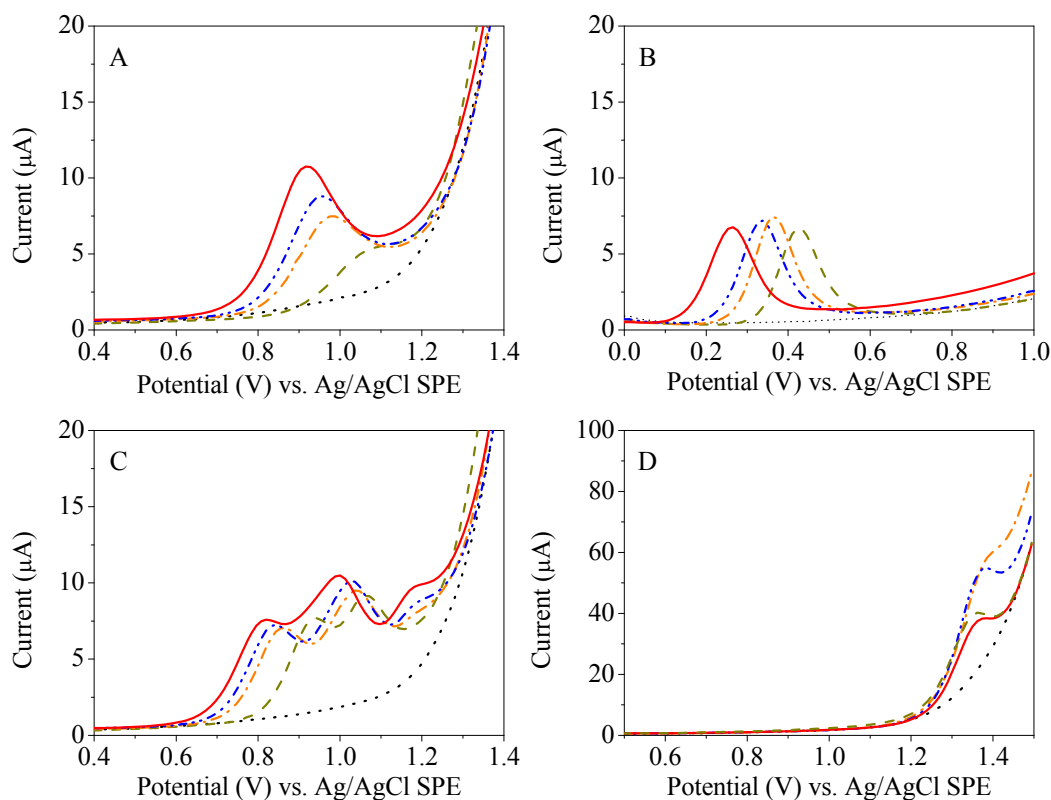 A
20
15
10
5
0
Current (µA)
0.4 0.6 0.8 1.0 1.2 1.4
Potential (V) vs. Ag/AgCl SPE
B
20
15
10
5
0
Current (µA)
0.0 0.2 0.4 0.6 0.8 1.0
Potential (V) vs. Ag/AgCl SPE
C
20
15
10
5
0
Current (µA)
0.4 0.6 0.8 1.0 1.2 1.4
Potential (V) vs. Ag/AgCl SPE
D
100
80
60
40
20
0
Current (µA)
0.6 0.8 1.0 1.2 1.4
Potential (V) vs. Ag/AgCl SPE